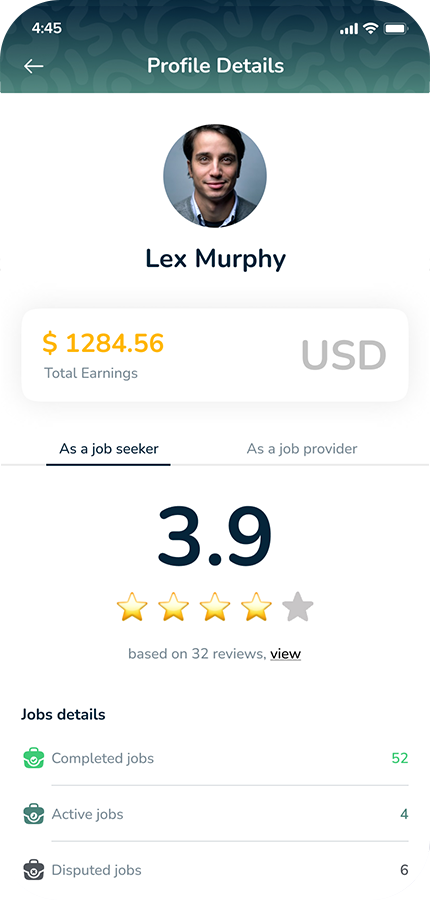 4:45
Profile Details
Lex Murphy
$ 1284.56
USD
Total Earnings
As a job seeker
As a job provider
3.9
based on 32 reviews, view
Jobs details
Completed jobs 52
Active jobs 4
Disputed jobs 6